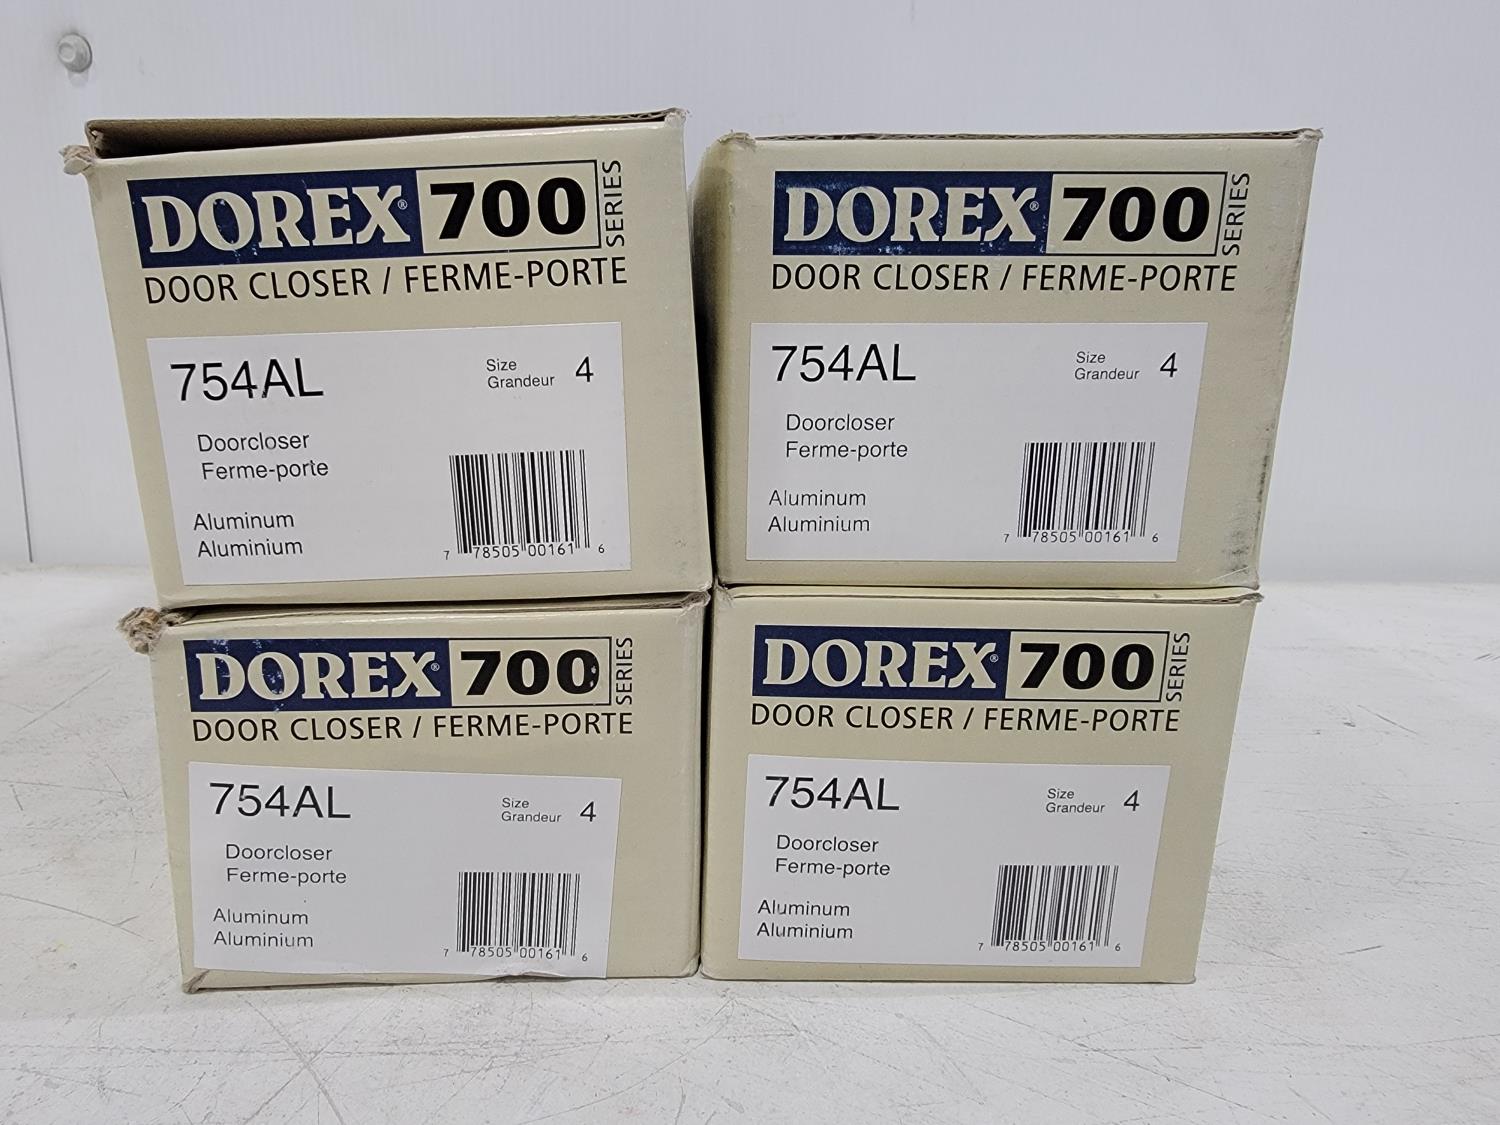 DOREX® 700 SERIES
DOOR CLOSER / FERME-PORTE
754AL
Size
Grandeur 4
Doorcloser
Ferme-porte
Aluminum
Aluminium
7 78505 00161 6
DOREX® 700 SERIES
DOOR CLOSER / FERME-PORTE
754AL
Size
Grandeur 4
Doorcloser
Ferme-porte
Aluminum
Aluminium
7 78505 00161 6
DOREX® 700 SERIES
DOOR CLOSER / FERME-PORTE
754AL
Size
Grandeur 4
Doorcloser
Ferme-porte
Aluminum
Aluminium
7 78505 00161 6
DOREX® 700 SERIES
DOOR CLOSER / FERME-PORTE
754AL
Size
Grandeur 4
Doorcloser
Ferme-porte
Aluminum
Aluminium
7 78505 00161 6